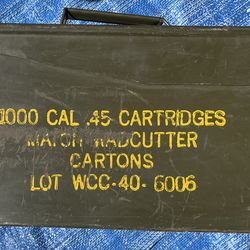 1000 CAL .45 CARTRIDGES
MATCH WADCUTTER
CARTONS
LOT WCC-40-6006